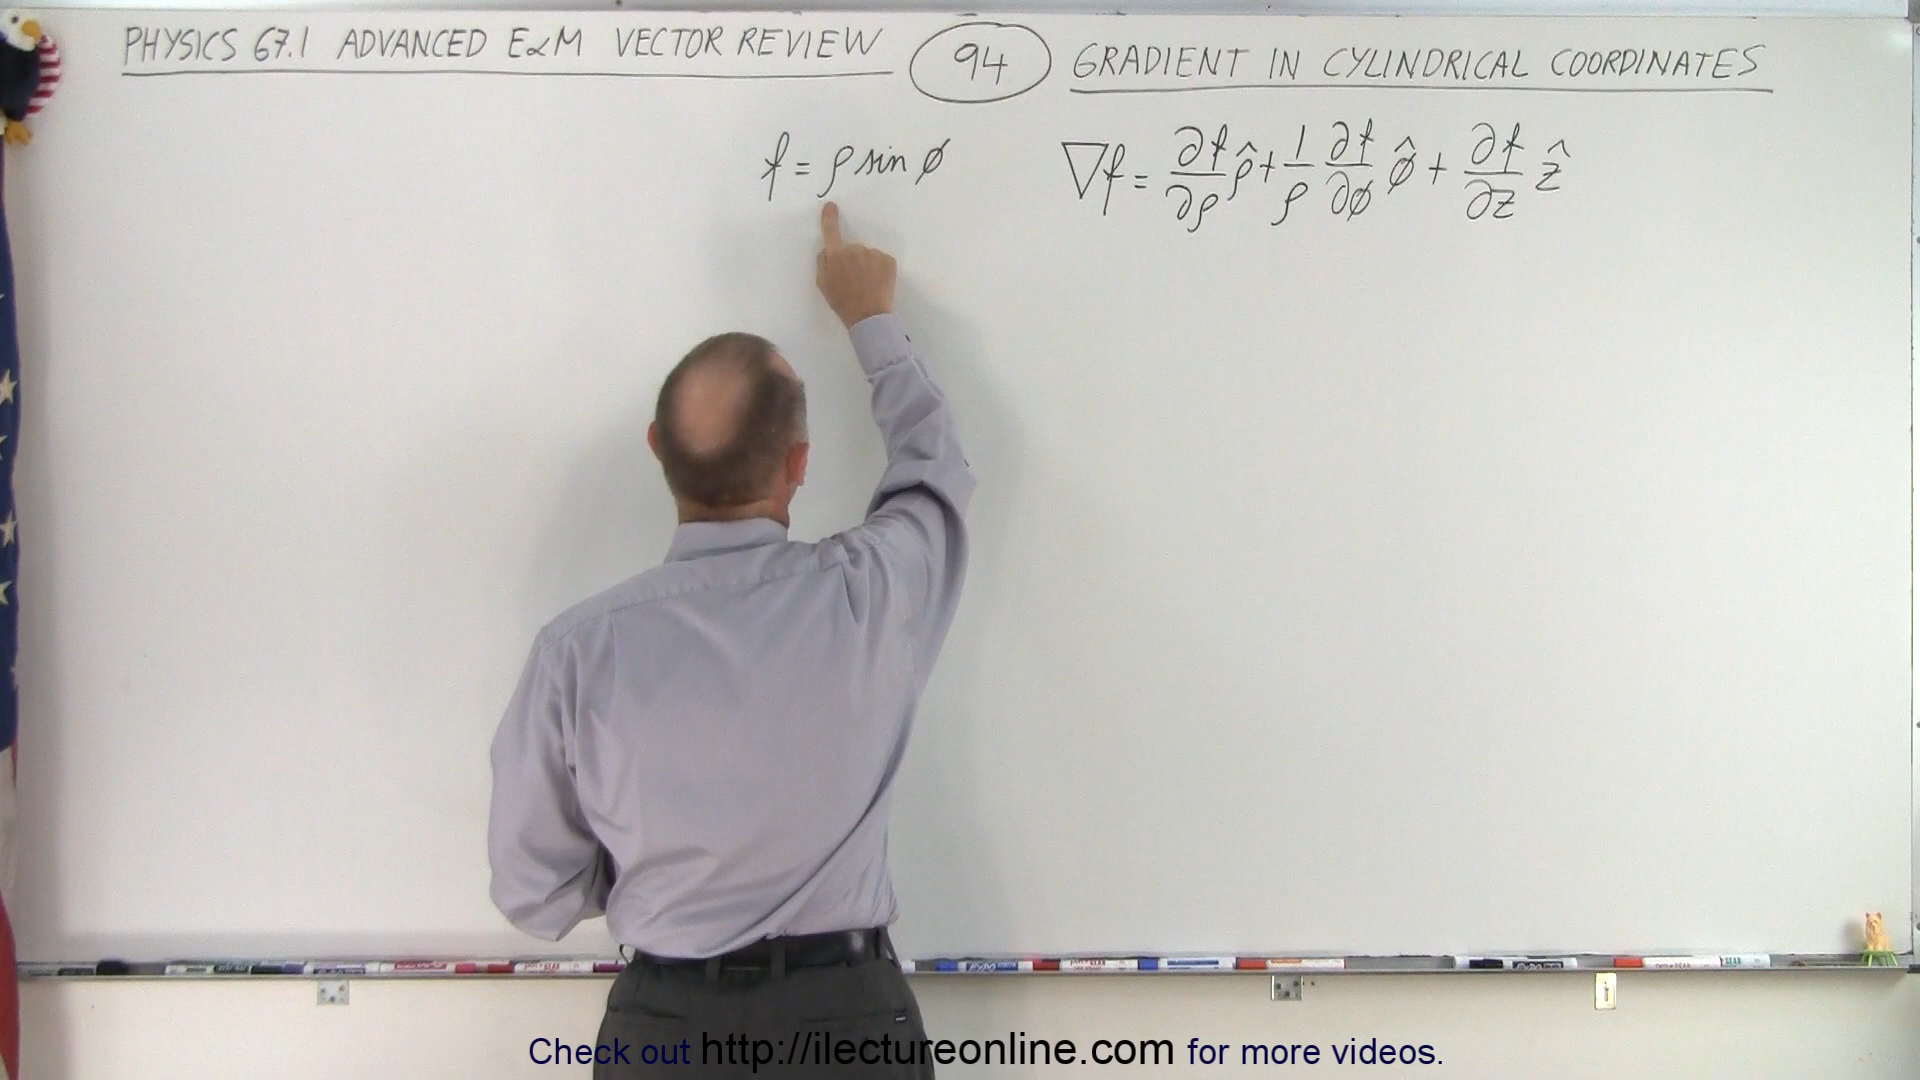 PHYSICS 67.1 ADVANCED E&M VECTOR REVIEW 94 GRADIENT IN CYLINDRICAL COORDINATES
f = ρ sin ϕ ∇f = ∂f/∂ρ ρ̂ + 1/ρ ∂f/∂ϕ ϕ̂ + ∂f/∂z ẑ
Check out http://ilectureonline.com for more videos.